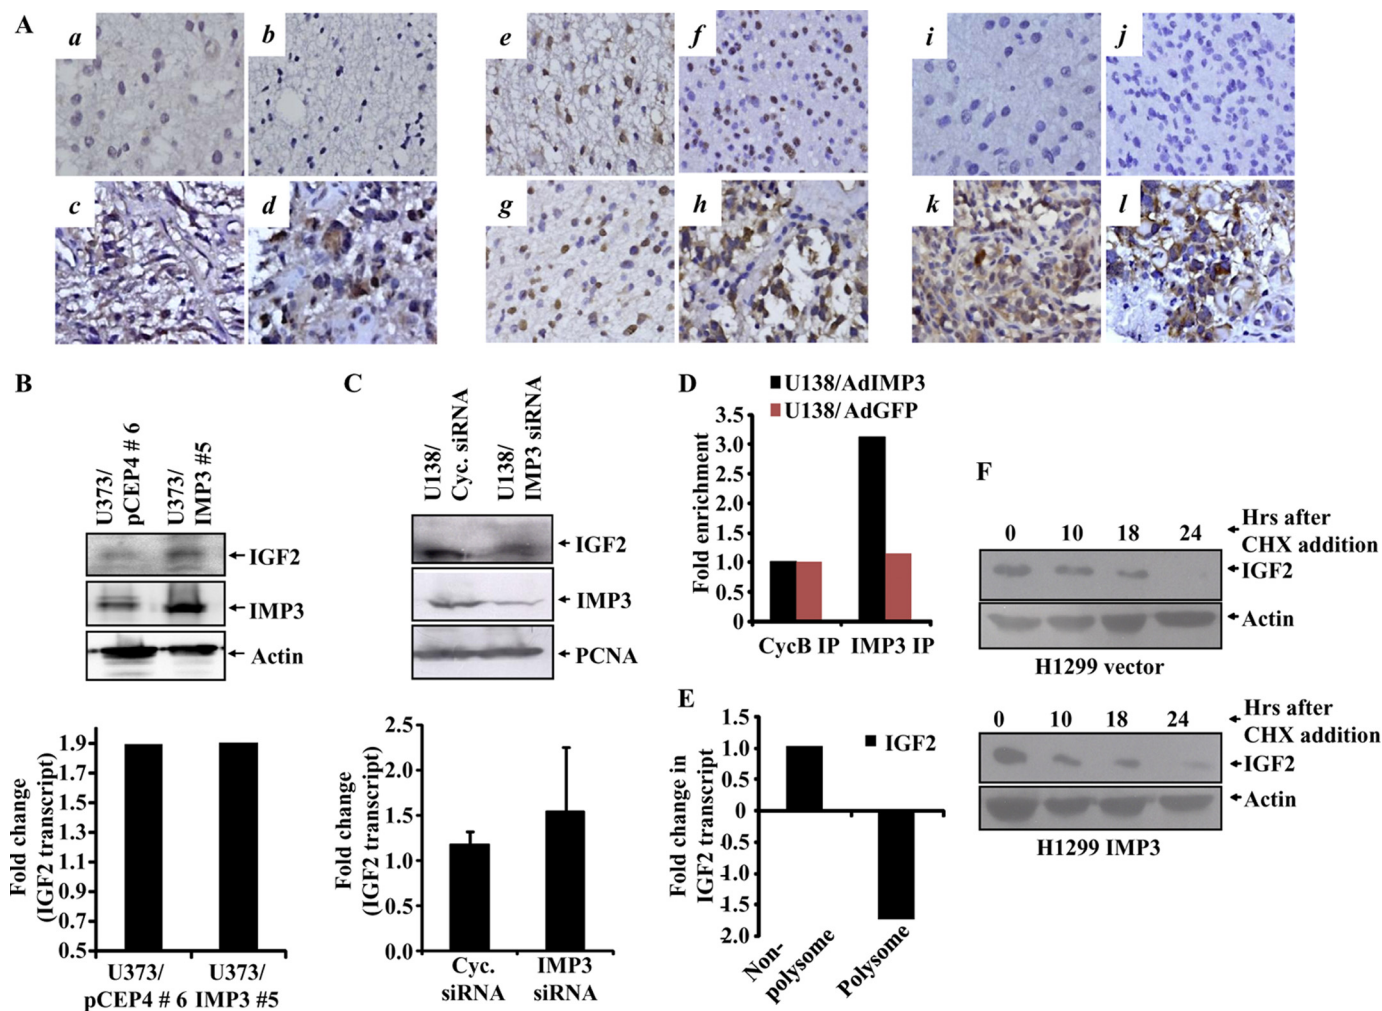 A
a
b
c
d
e
f
g
h
i
j
k
l
B
U373/
pCEP4 # 6
U373/
IMP3 #5
IGF2
IMP3
Actin
Fold change
(IGF2 transcript)
1.9
1.7
1.5
1.3
1.1
0.9
0.7
0.5
U373/
pCEP4 # 6
U373/
IMP3 #5
C
U138/
Cyc. siRNA
U138/
IMP3 siRNA
IGF2
IMP3
PCNA
Fold change
(IGF2 transcript)
2.5
2.0
1.5
1.0
0.5
0.0
Cyc.
siRNA
IMP3
siRNA
D
U138/AdIMP3
U138/AdGFP
Fold enrichment
3.5
3.0
2.5
2.0
1.5
1.0
0.5
0
CycB IP
IMP3 IP
E
Fold change in
IGF2 transcript
1.5
1.0
0.5
0
-0.5
-1.0
-1.5
2.0
IGF2
Non-
polysome
Polysome
F
0 10 18 24
Hrs after
CHX addition
IGF2
Actin
H1299 vector
0 10 18 24
Hrs after
CHX addition
IGF2
Actin
H1299 IMP3